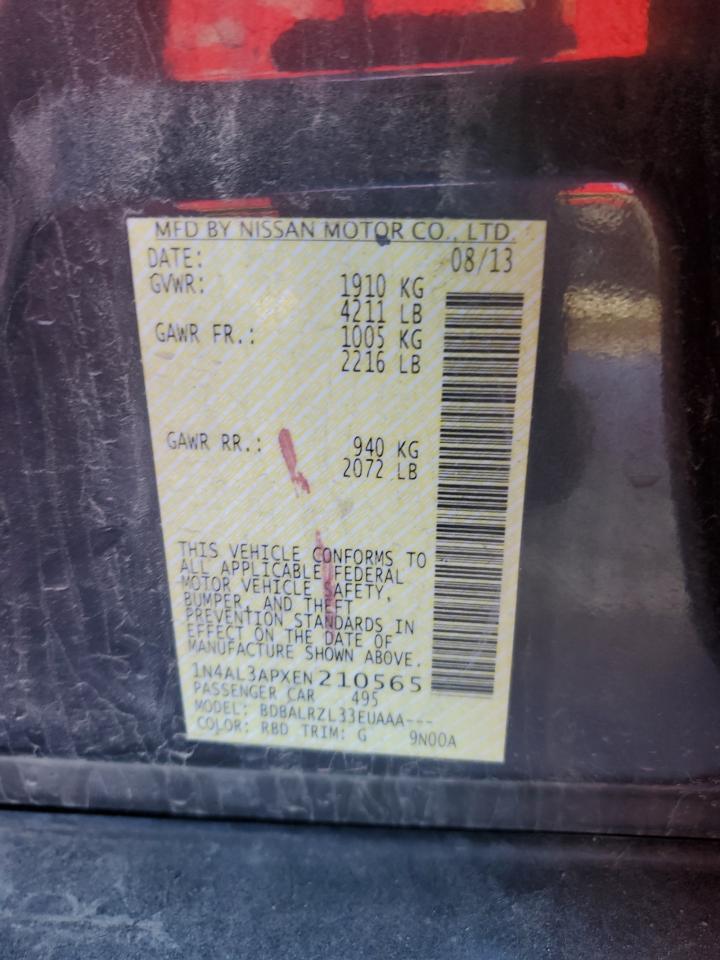 MFD BY NISSAN MOTOR CO., LTD.
DATE: 08/13
GVWR: 1910 KG
4211 LB
GAWR FR.: 1005 KG
2216 LB
GAWR RR.: 940 KG
2072 LB
THIS VEHICLE CONFORMS TO
ALL APPLICABLE FEDERAL
MOTOR VEHICLE SAFETY,
BUMPER, AND THEFT
PREVENTION STANDARDS IN
EFFECT ON THE DATE OF
MANUFACTURE SHOWN ABOVE.
1N4AL3APXEN210565
PASSENGER CAR 495
MODEL: BDBALRZL33EUAAA---
COLOR: RBD TRIM: G 9N00A